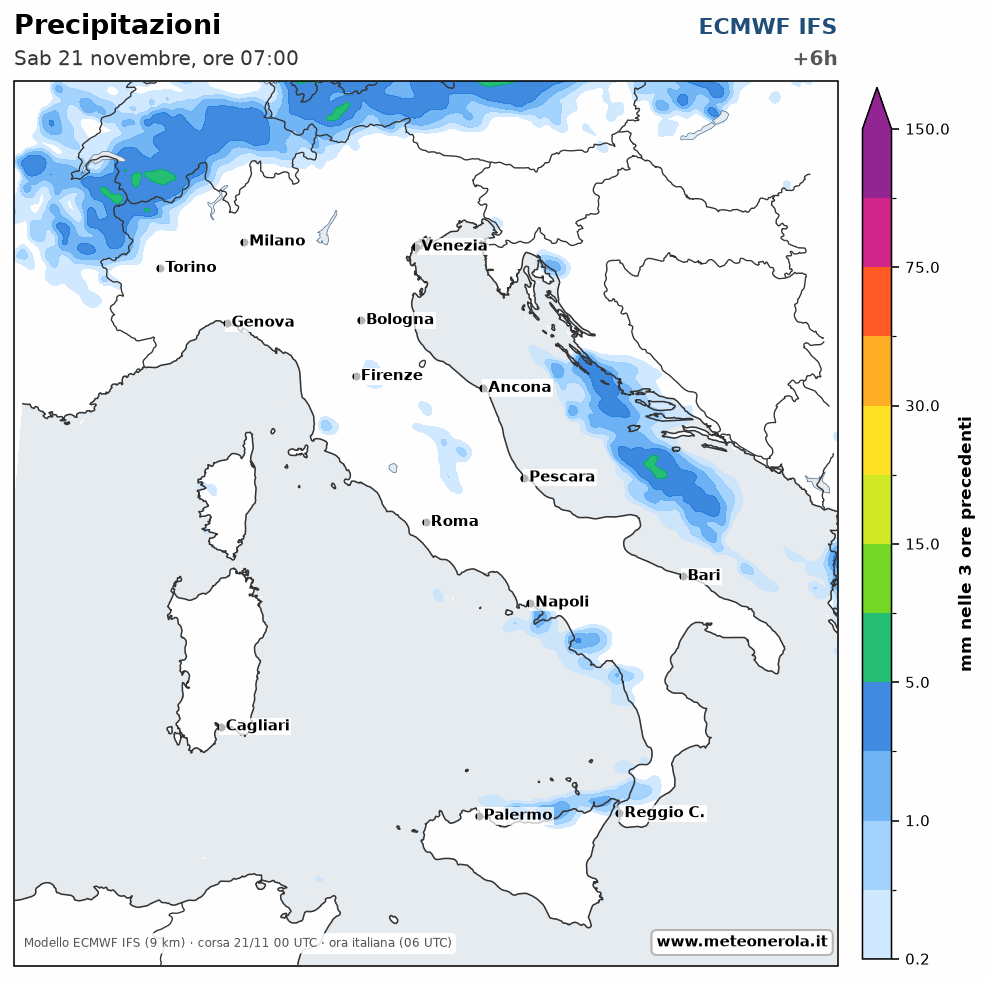 Precipitazioni
ECMWF IFS
Sab 21 novembre, ore 07:00
+6h
150.0
75.0
30.0
15.0
5.0
1.0
0.2
mm nelle 3 ore precedenti
Milano
Venezia
Torino
Genova
Bologna
Firenze
Ancona
Pescara
Roma
Bari
Napoli
Cagliari
Palermo
Reggio C.
Modello ECMWF IFS (9 km) · corsa 21/11 00 UTC · ora italiana (06 UTC)
www.meteonerola.it